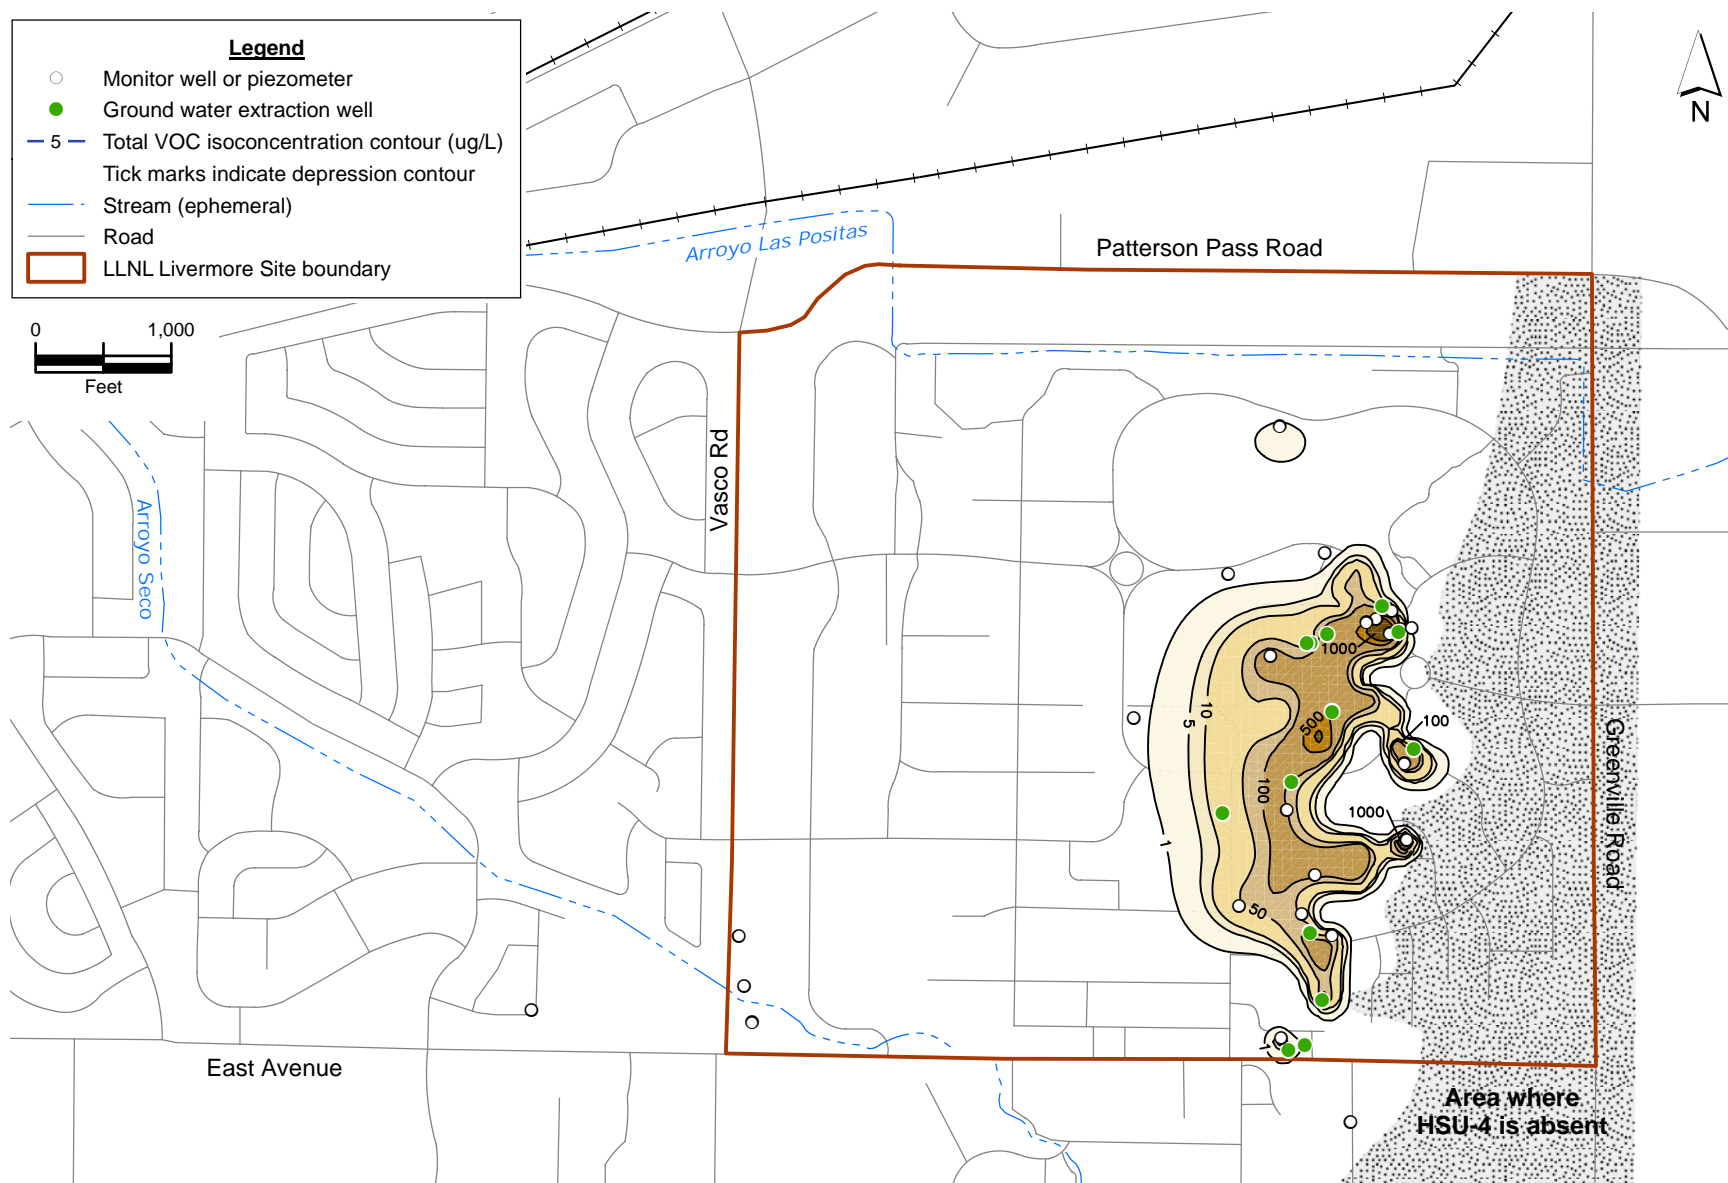 Legend
Monitor well or piezometer
Ground water extraction well
5 Total VOC isoconcentration contour (ug/L)
Tick marks indicate depression contour
Stream (ephemeral)
Road
LLNL Livermore Site boundary
0 1,000
Feet
N
Arroyo Las Positas
Patterson Pass Road
Vasco Rd
Arroyo Seco
Greenville Road
East Avenue
1000
10
5
500
100
100
1000
1
50
1
Area where
HSU-4 is absent